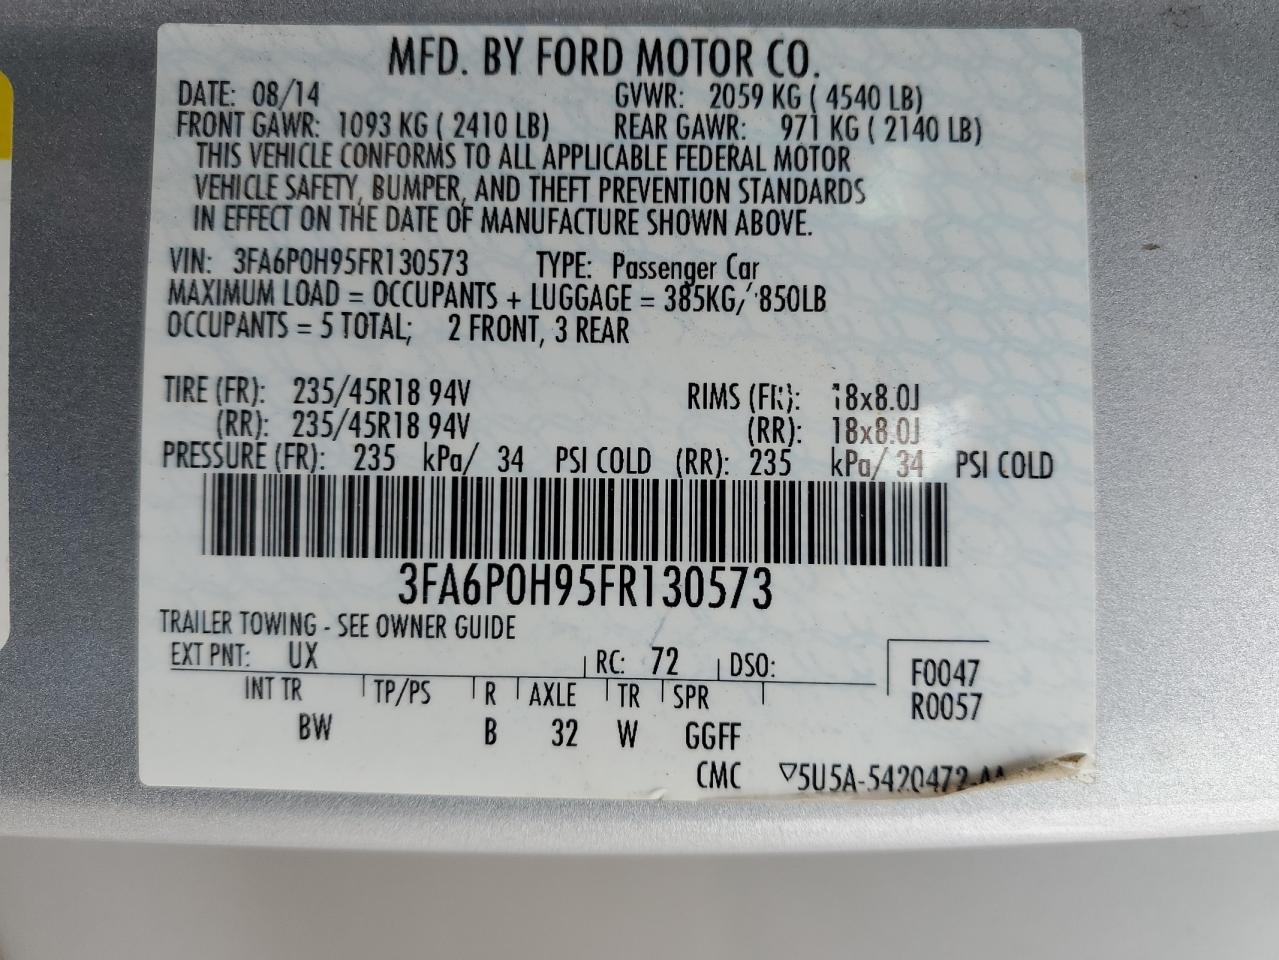 MFD. BY FORD MOTOR CO.
DATE: 08/14 GVWR: 2059 KG ( 4540 LB)
FRONT GAWR: 1093 KG ( 2410 LB) REAR GAWR: 971 KG ( 2140 LB)
THIS VEHICLE CONFORMS TO ALL APPLICABLE FEDERAL MOTOR
VEHICLE SAFETY, BUMPER, AND THEFT PREVENTION STANDARDS
IN EFFECT ON THE DATE OF MANUFACTURE SHOWN ABOVE.
VIN: 3FA6P0H95FR130573 TYPE: Passenger Car
MAXIMUM LOAD = OCCUPANTS + LUGGAGE = 385KG/ 850LB
OCCUPANTS = 5 TOTAL; 2 FRONT, 3 REAR
TIRE (FR): 235/45R18 94V RIMS (FR): 18x8.0J
(RR): 235/45R18 94V (RR): 18x8.0J
PRESSURE (FR): 235 kPa/ 34 PSI COLD (RR): 235 kPa/ 34 PSI COLD
3FA6P0H95FR130573
TRAILER TOWING - SEE OWNER GUIDE
EXT PNT: UX RC: 72 DSO: F0047
INT TR TP/PS R AXLE TR SPR R0057
BW B 32 W GGFF
CMC ▽5U5A-5420472-AA